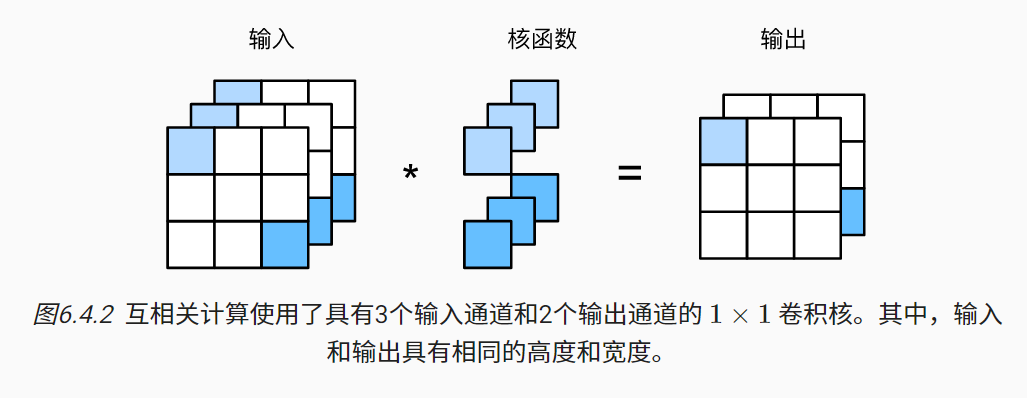 输入
核函数
输出
*
=
图6.4.2 互相关计算使用了具有3个输入通道和2个输出通道的 1 × 1 卷积核。其中，输入
和输出具有相同的高度和宽度。